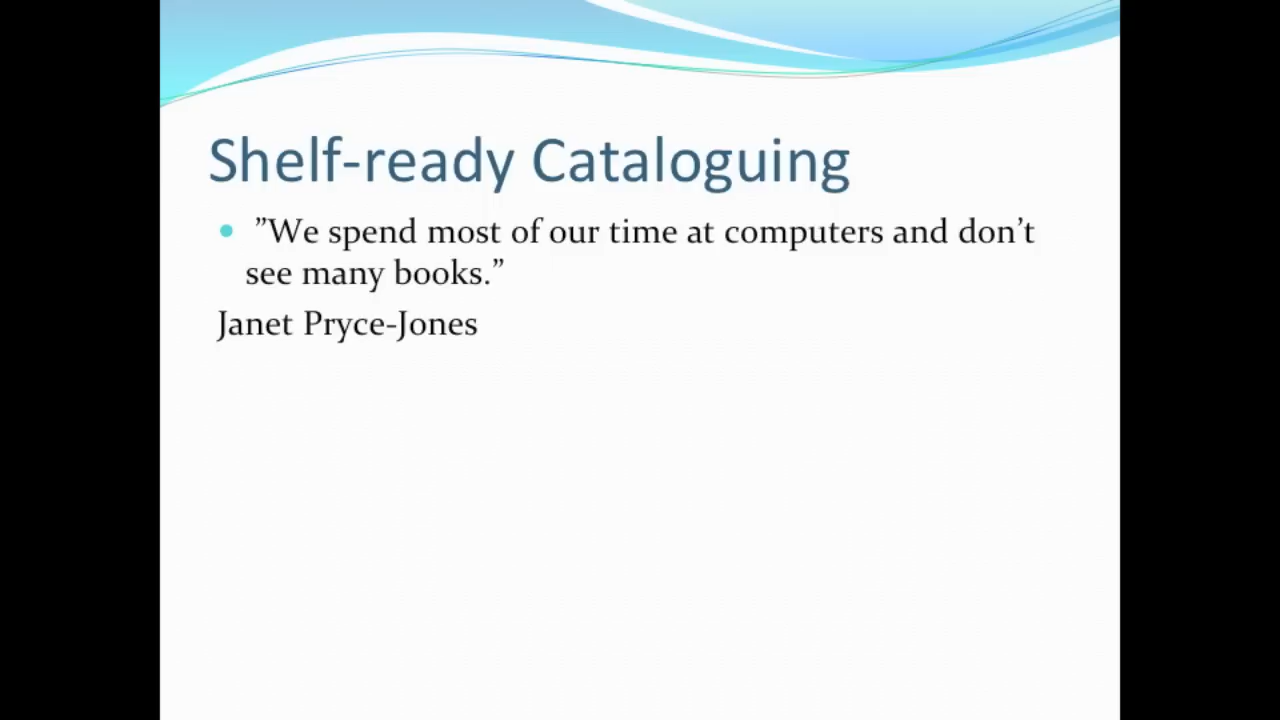 Shelf-ready Cataloguing
• ”We spend most of our time at computers and don’t
see many books.”
Janet Pryce-Jones